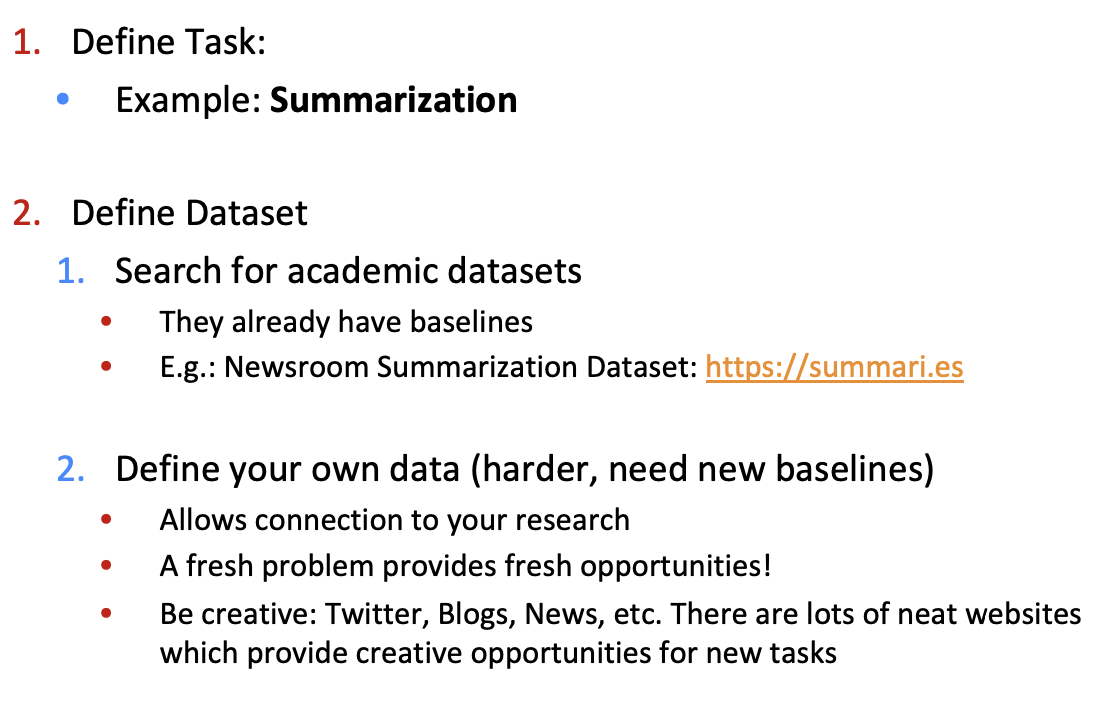 1. Define Task:
• Example: Summarization
2. Define Dataset
1. Search for academic datasets
• They already have baselines
• E.g.: Newsroom Summarization Dataset: https://summari.es
2. Define your own data (harder, need new baselines)
• Allows connection to your research
• A fresh problem provides fresh opportunities!
• Be creative: Twitter, Blogs, News, etc. There are lots of neat websites
which provide creative opportunities for new tasks